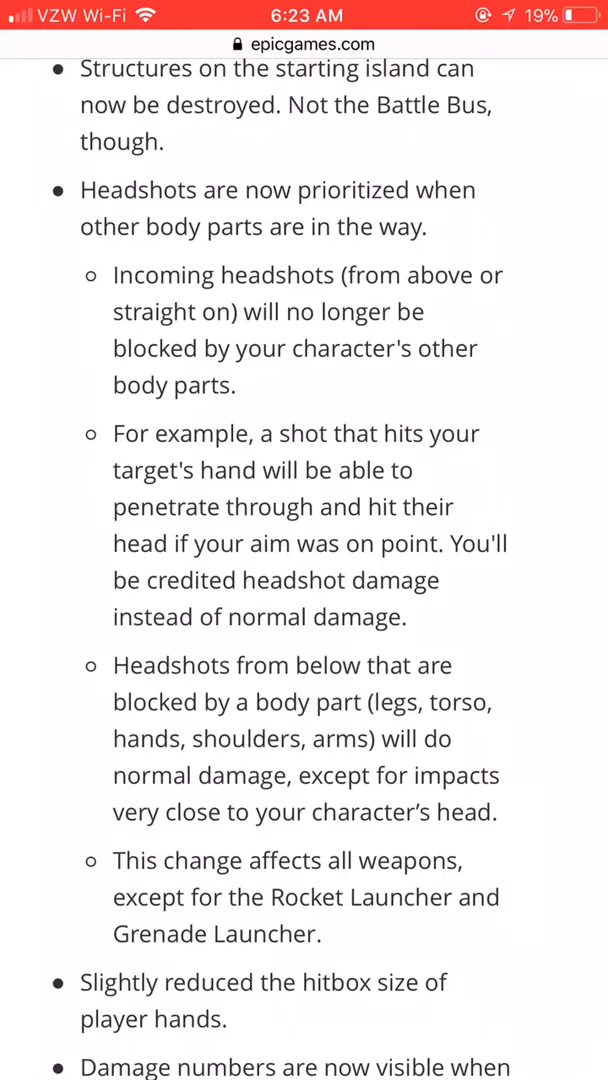 VZW Wi-Fi 6:23 AM 19%
epicgames.com
• Structures on the starting island can
now be destroyed. Not the Battle Bus,
though.
• Headshots are now prioritized when
other body parts are in the way.
◦ Incoming headshots (from above or
straight on) will no longer be
blocked by your character's other
body parts.
◦ For example, a shot that hits your
target's hand will be able to
penetrate through and hit their
head if your aim was on point. You'll
be credited headshot damage
instead of normal damage.
◦ Headshots from below that are
blocked by a body part (legs, torso,
hands, shoulders, arms) will do
normal damage, except for impacts
very close to your character’s head.
◦ This change affects all weapons,
except for the Rocket Launcher and
Grenade Launcher.
• Slightly reduced the hitbox size of
player hands.
• Damage numbers are now visible when